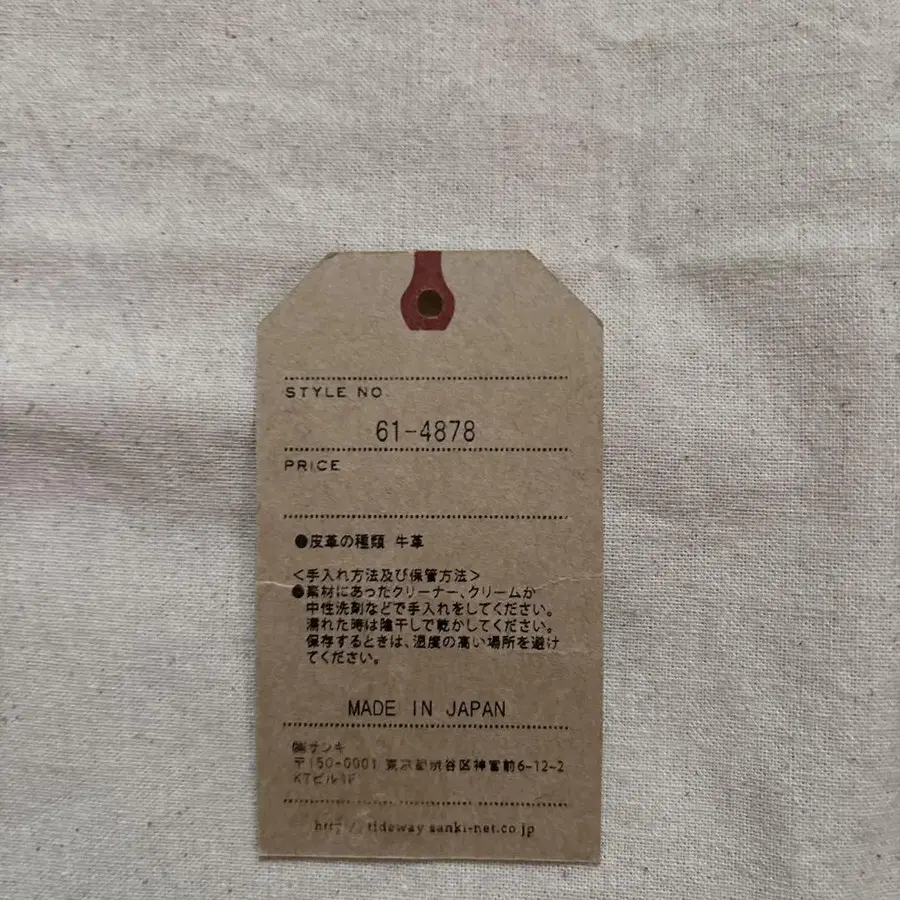 STYLE NO.
61-4878
PRICE
●皮革の種類 牛革
<手入れ方法及び保管方法>
●素材にあったクリーナー、クリームか
中性洗剤などで手入れをしてください。
濡れた時は陰干しで乾かしてください。
保存するときは、湿度の高い場所を避け
てください。
MADE IN JAPAN
㈱サンキ
〒150-0001 東京都渋谷区神宮前6-12-2
KTビル
http://tideway.sanki-net.co.jp